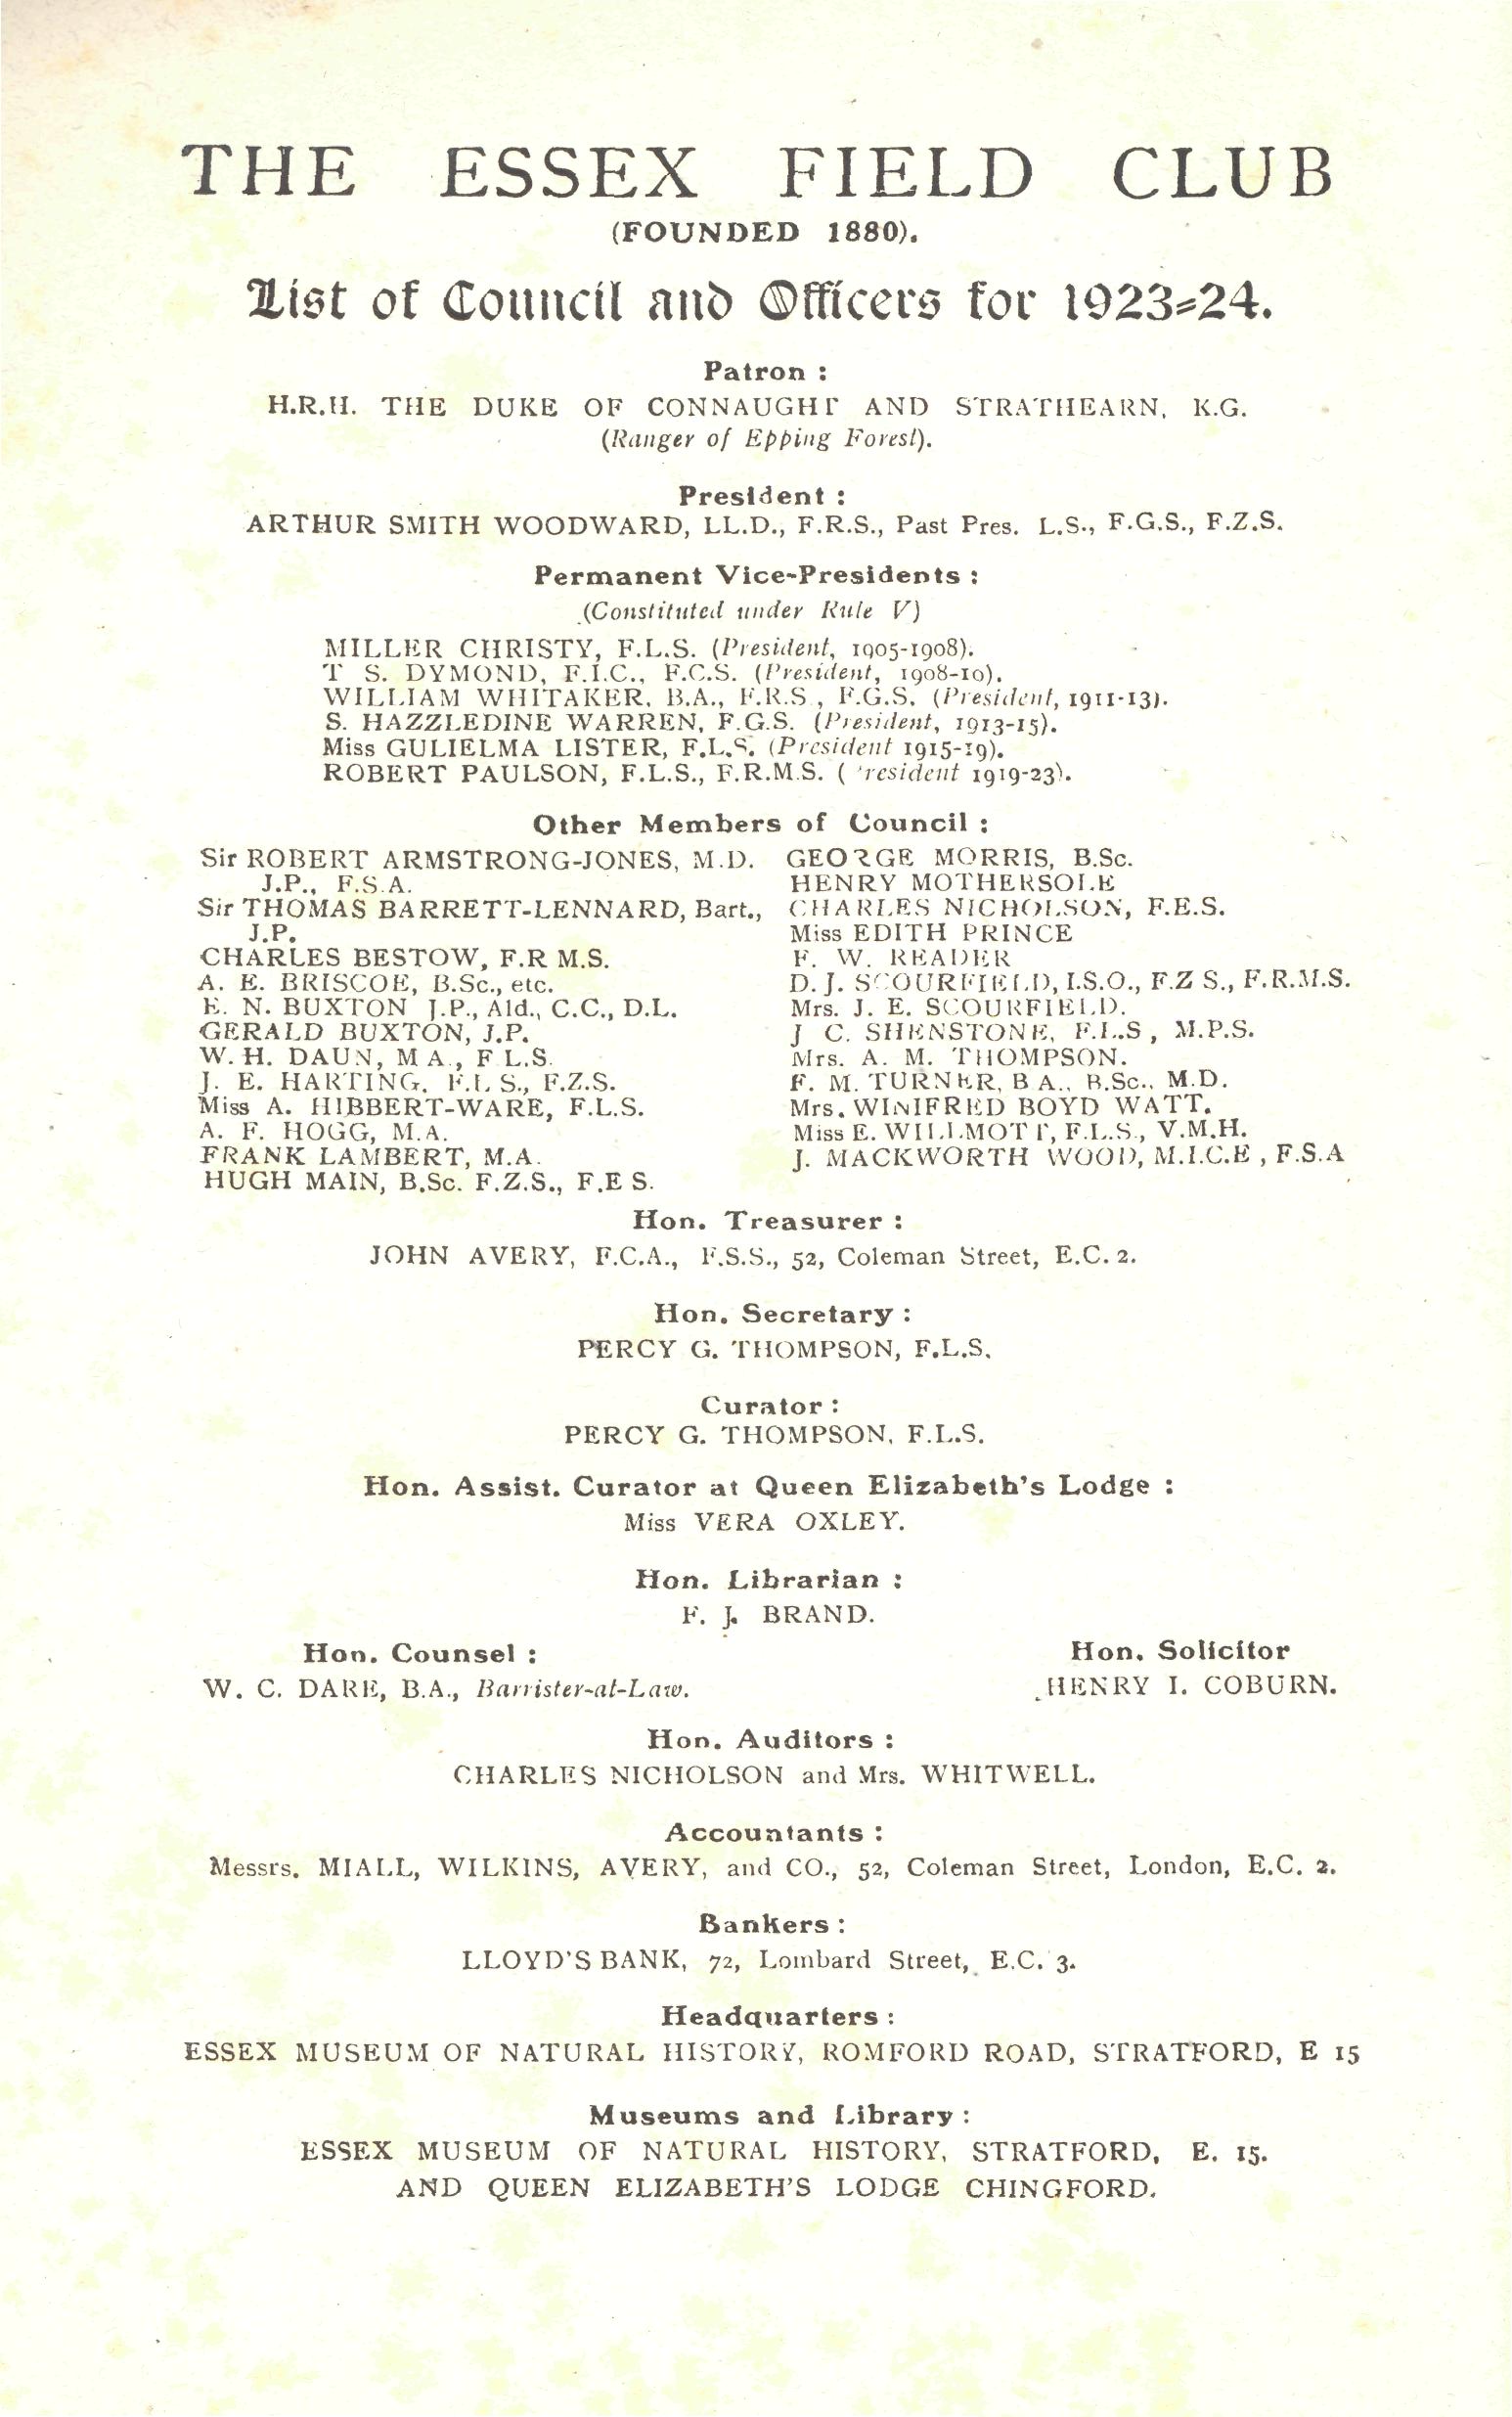 THE ESSEX FIELD CLUB
(FOUNDED 1880).
List of Council and Officers for 1923-24.
Patron :
H.R.H. THE DUKE OF CONNAUGHT AND STRATHEARN, K.G.
(Ranger of Epping Forest).
President :
ARTHUR SMITH WOODWARD, LL.D., F.R.S., Past Pres. L.S., F.G.S., F.Z.S.
Permanent Vice-Presidents :
(Constituted under Rule V)
MILLER CHRISTY, F.L.S. (President, 1905-1908).
T S. DYMOND, F.I.C., F.C.S. (President, 1908-10).
WILLIAM WHITAKER, B.A., F.R.S., F.G.S. (President, 1911-13).
S. HAZZLEDINE WARREN, F.G.S. (President, 1913-15).
Miss GULIELMA LISTER, F.L.S. (President 1915-19).
ROBERT PAULSON, F.L.S., F.R.M.S. (President 1919-23).
Other Members of Council :
Sir ROBERT ARMSTRONG-JONES, M.D.
J.P., F.S.A.
Sir THOMAS BARRETT-LENNARD, Bart.,
J.P.
CHARLES BESTOW, F.R M.S.
A. E. BRISCOE, B.Sc., etc.
E. N. BUXTON J.P., Ald., C.C., D.L.
GERALD BUXTON, J.P.
W. H. DAUN, M A., F L.S.
J. E. HARTING, F.L S., F.Z.S.
Miss A. HIBBERT-WARE, F.L.S.
A. F. HOGG, M.A.
FRANK LAMBERT, M.A.
HUGH MAIN, B.Sc. F.Z.S., F.E S.
GEORGE MORRIS, B.Sc.
HENRY MOTHERSOLE
CHARLES NICHOLSON, F.E.S.
Miss EDITH PRINCE
F. W. READER
D. J. SCOURFIELD, I.S.O., F.Z S., F.R.M.S.
Mrs. J. E. SCOURFIELD.
J C. SHENSTONE, F.L.S, M.P.S.
Mrs. A. M. THOMPSON.
F. M. TURNER, B A., B.Sc., M.D.
Mrs. WINIFRED BOYD WATT.
Miss E. WILLMOTT, F.L.S., V.M.H.
J. MACKWORTH WOOD, M.I.C.E, F.S.A
Hon. Treasurer :
JOHN AVERY, F.C.A., F.S.S., 52, Coleman Street, E.C. 2.
Hon. Secretary :
PERCY G. THOMPSON, F.L.S.
Curator :
PERCY G. THOMPSON, F.L.S.
Hon. Assist. Curator at Queen Elizabeth's Lodge :
Miss VERA OXLEY.
Hon. Librarian :
F. J. BRAND.
Hon. Counsel :
W. C. DARE, B.A., Barrister-at-Law.
Hon. Solicitor
HENRY I. COBURN.
Hon. Auditors :
CHARLES NICHOLSON and Mrs. WHITWELL.
Accountants :
Messrs. MIALL, WILKINS, AVERY, and CO., 52, Coleman Street, London, E.C. 2.
Bankers :
LLOYD'S BANK, 72, Lombard Street, E.C. 3.
Headquarters :
ESSEX MUSEUM OF NATURAL HISTORY, ROMFORD ROAD, STRATFORD, E 15
Museums and Library :
ESSEX MUSEUM OF NATURAL HISTORY, STRATFORD, E. 15.
AND QUEEN ELIZABETH'S LODGE CHINGFORD.